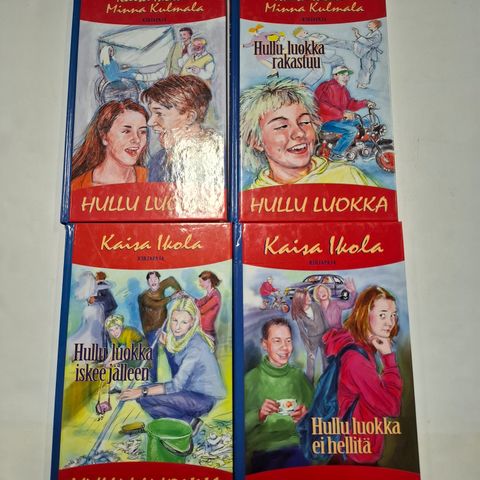 Minna Kulmala
KIRJAPAJA
HULLU LUOKKA
Minna Kulmala
KIRJAPAJA
Hullu luokka
rakastuu
HULLU LUOKKA
Kaisa Ikola
KIRJAPAJA
Hullu luokka
iskee jälleen
Kaisa Ikola
KIRJAPAJA
Hullu luokka
ei hellitä